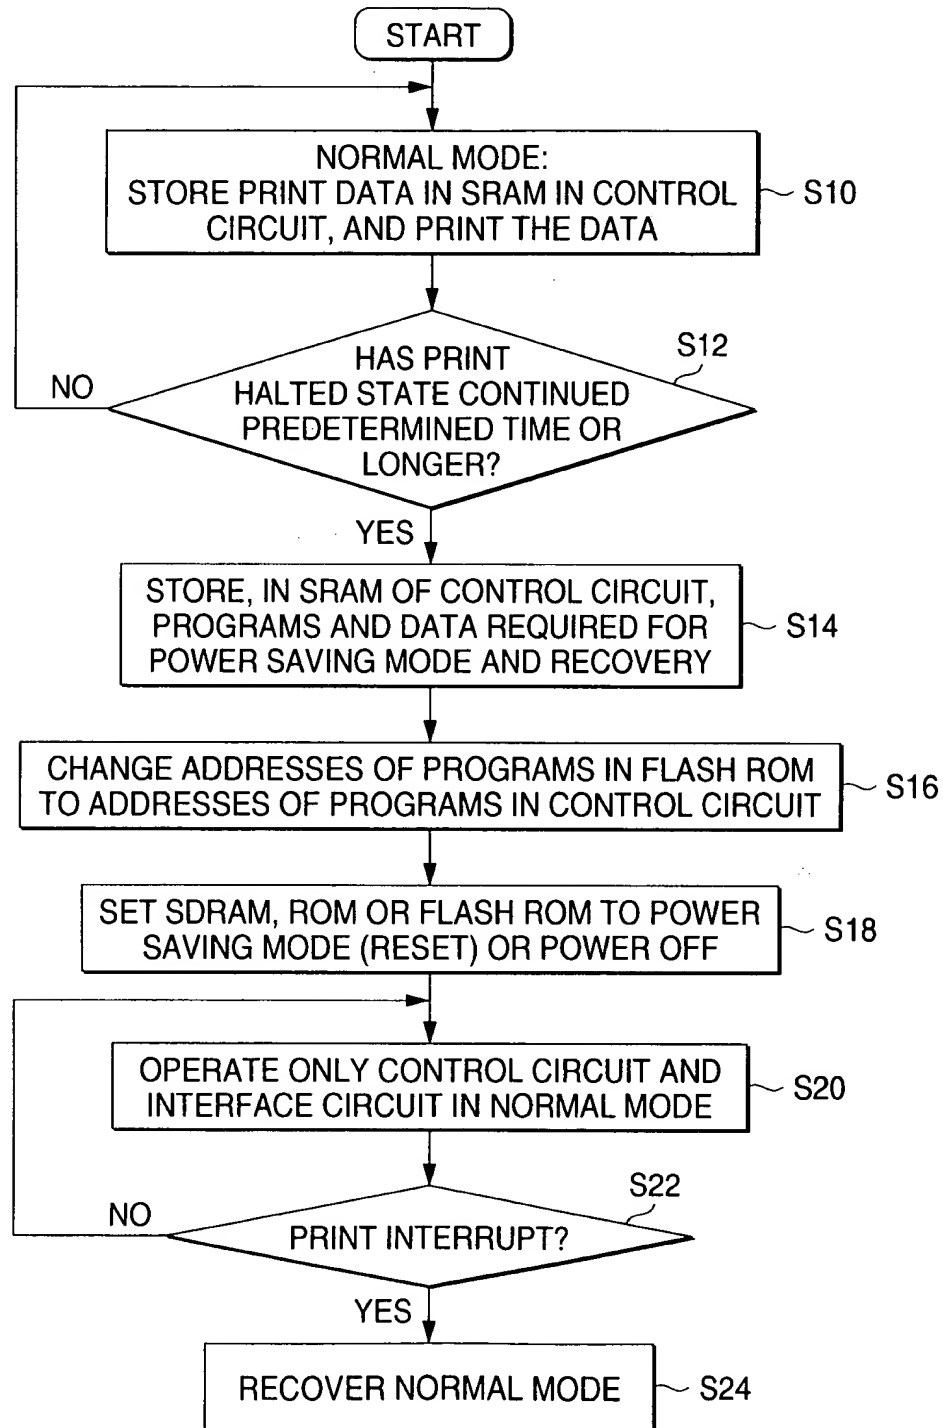 START
NORMAL MODE:
STORE PRINT DATA IN SRAM IN CONTROL
CIRCUIT, AND PRINT THE DATA
S10
HAS PRINT
HALTED STATE CONTINUED
PREDETERMINED TIME OR
LONGER?
S12
NO
YES
STORE, IN SRAM OF CONTROL CIRCUIT,
PROGRAMS AND DATA REQUIRED FOR
POWER SAVING MODE AND RECOVERY
S14
CHANGE ADDRESSES OF PROGRAMS IN FLASH ROM
TO ADDRESSES OF PROGRAMS IN CONTROL CIRCUIT
S16
SET SDRAM, ROM OR FLASH ROM TO POWER
SAVING MODE (RESET) OR POWER OFF
S18
OPERATE ONLY CONTROL CIRCUIT AND
INTERFACE CIRCUIT IN NORMAL MODE
S20
S22
NO
PRINT INTERRUPT?
YES
RECOVER NORMAL MODE
S24